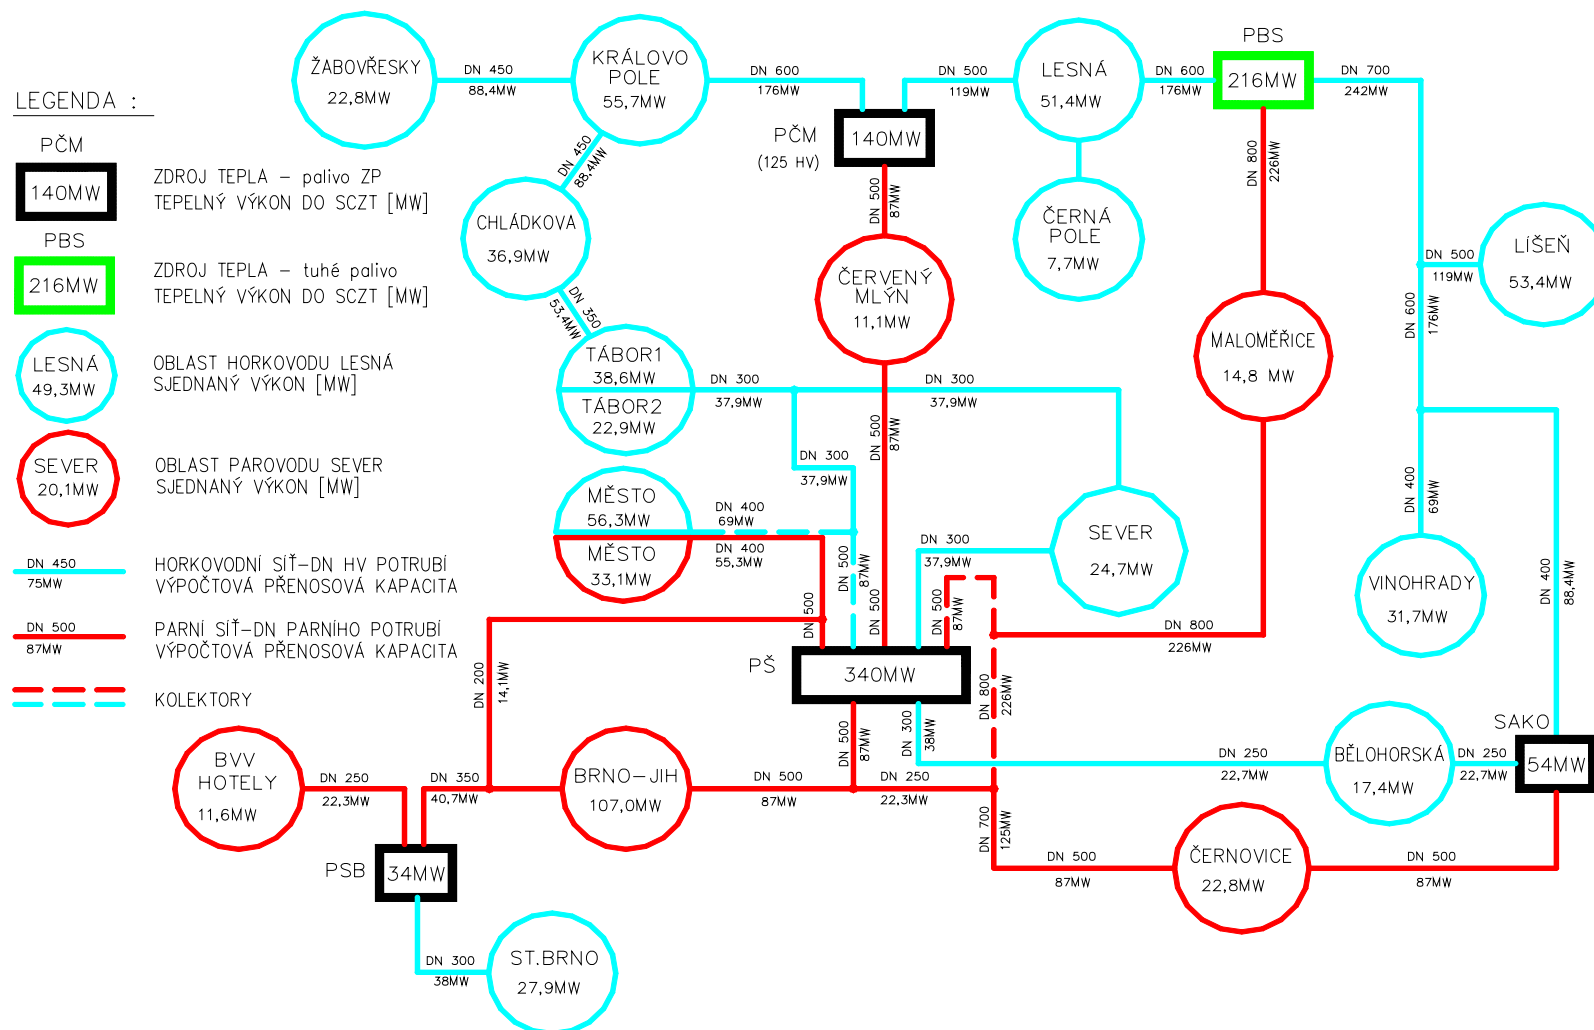 LEGENDA :
PČM
140MW
ZDROJ TEPLA – palivo ZP
TEPELNÝ VÝKON DO SCZT [MW]
PBS
216MW
ZDROJ TEPLA – tuhé palivo
TEPELNÝ VÝKON DO SCZT [MW]
LESNÁ
49,3MW
OBLAST HORKOVODU LESNÁ
SJEDNANÝ VÝKON [MW]
SEVER
20,1MW
OBLAST PAROVODU SEVER
SJEDNANÝ VÝKON [MW]
DN 450
75MW
HORKOVODNÍ SÍŤ–DN HV POTRUBÍ
VÝPOČTOVÁ PŘENOSOVÁ KAPACITA
DN 500
87MW
PARNÍ SÍŤ–DN PARNÍHO POTRUBÍ
VÝPOČTOVÁ PŘENOSOVÁ KAPACITA
KOLEKTORY
ŽABOVŘESKY
22,8MW
DN 450
88,4MW
KRÁLOVO
POLE
55,7MW
DN 600
176MW
DN 500
119MW
LESNÁ
51,4MW
DN 600
176MW
PBS
216MW
DN 700
242MW
PČM
(125 HV)
140MW
DN 450
88.4MW
CHLÁDKOVA
36,9MW
DN 350
53,4MW
DN 500
87MW
ČERNÁ
POLE
7,7MW
DN 800
226MW
DN 500
119MW
LÍŠEŇ
53,4MW
DN 600
176MW
ČERVENÝ
MLÝN
11,1MW
MALOMĚŘICE
14,8 MW
TÁBOR1
38,6MW
TÁBOR2
22,9MW
DN 300
37,9MW
DN 300
37,9MW
DN 500
87MW
DN 300
37,9MW
MĚSTO
56,3MW
DN 400
69MW
MĚSTO
33,1MW
DN 400
55,3MW
DN 500
87MW
DN 500
DN 500
DN 300
37,9MW
DN 500
87MW
SEVER
24,7MW
DN 400
69MW
VINOHRADY
31,7MW
DN 400
88,4MW
DN 800
226MW
PŠ
340MW
DN 200
14,1MW
DN 800
226MW
DN 500
87MW
DN 300
38MW
BVV
HOTELY
11,6MW
DN 250
22,3MW
DN 350
40,7MW
BRNO–JIH
107,0MW
DN 500
87MW
DN 250
22.3MW
DN 250
22,7MW
BĚLOHORSKÁ
17,4MW
DN 250
22,7MW
SAKO
54MW
DN 700
125MW
PSB
34MW
DN 500
87MW
ČERNOVICE
22,8MW
DN 500
87MW
DN 300
38MW
ST.BRNO
27,9MW